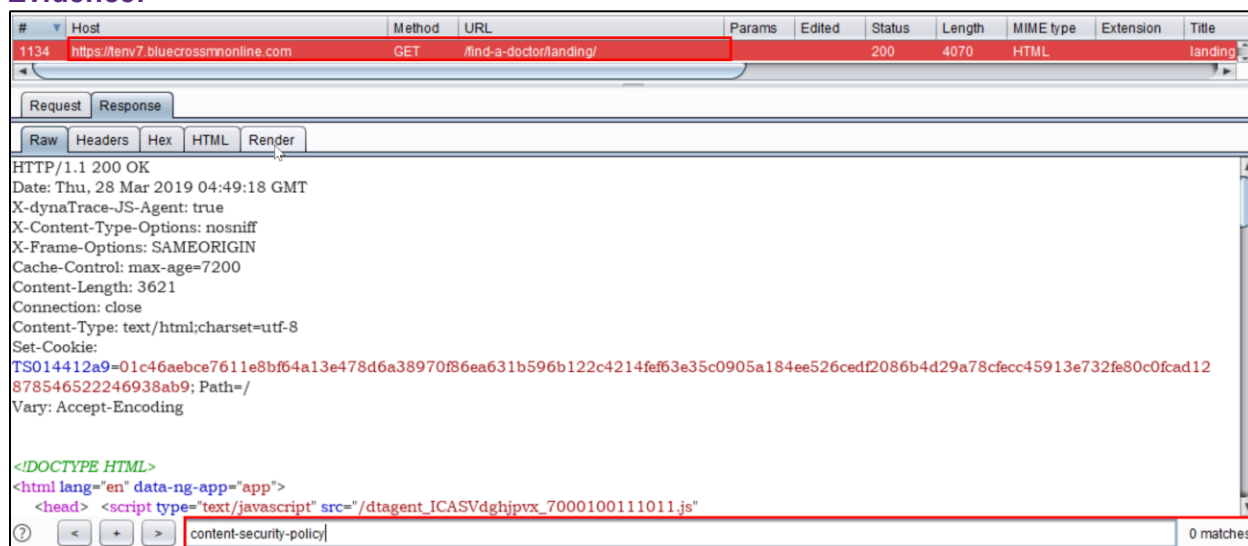 # Host Method URL Params Edited Status Length MIME type Extension Title
1134 https://tenv7.bluecrossmnonline.com GET /find-a-doctor/landing/ 200 4070 HTML landing
Request Response
Raw Headers Hex HTML Render
HTTP/1.1 200 OK
Date: Thu, 28 Mar 2019 04:49:18 GMT
X-dynaTrace-JS-Agent: true
X-Content-Type-Options: nosniff
X-Frame-Options: SAMEORIGIN
Cache-Control: max-age=7200
Content-Length: 3621
Connection: close
Content-Type: text/html;charset=utf-8
Set-Cookie:
TS014412a9=01c46aebce7611e8bf64a13e478d6a38970f86ea631b596b122c4214fef63e35c0905a184ee526cedf2086b4d29a78cfecc45913e732fe80c0fcad12
878546522246938ab9; Path=/
Vary: Accept-Encoding
<!DOCTYPE HTML>
<html lang="en" data-ng-app="app">
<head> <script type="text/javascript" src="/dtagent_ICASVdghjpvx_7000100111011.js"
? < + > content-security-policy 0 matches